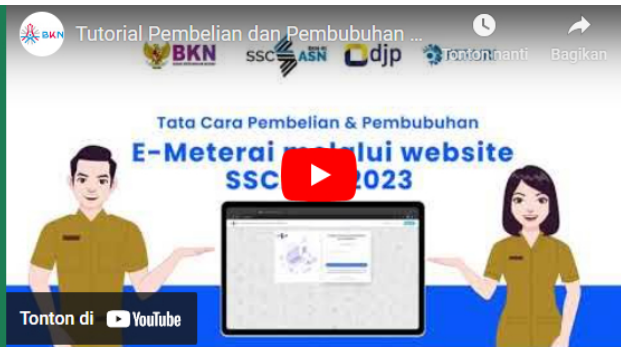 BKN
Tutorial Pembelian dan Pembubuhan ...
Tonton nanti
Bagikan
BKN
SSC
ASN
djp
Tata Cara Pembelian & Pembubuhan
E-Meterai melalui website
SSC 2023
Tonton di YouTube